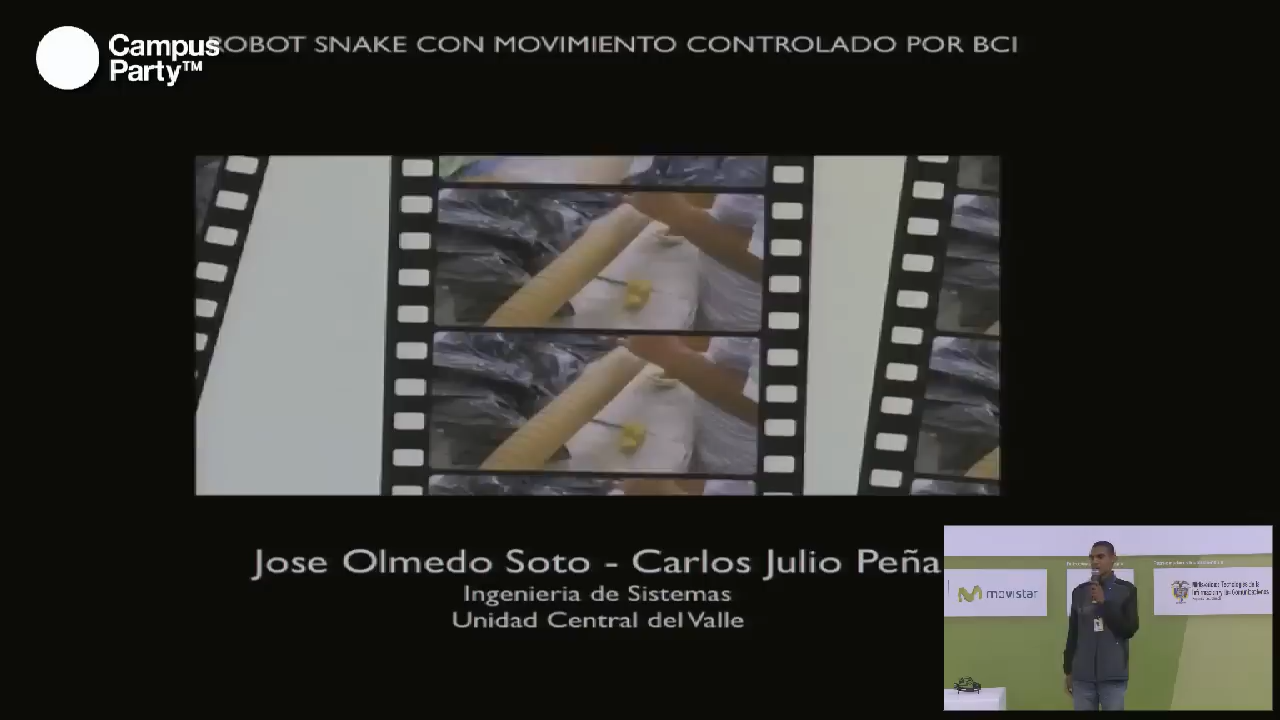 Campus
Party™
ROBOT SNAKE CON MOVIMIENTO CONTROLADO POR BCI
Jose Olmedo Soto - Carlos Julio Peña
Ingenieria de Sistemas
Unidad Central del Valle
movistar